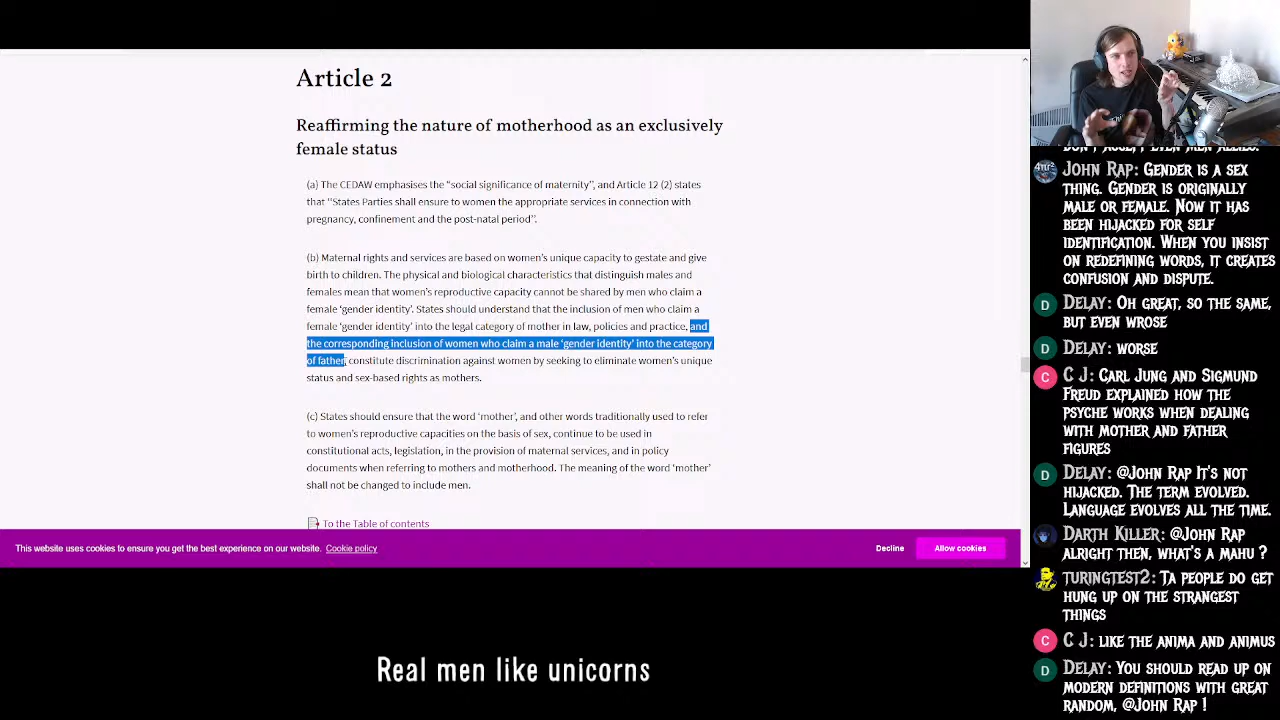 Article 2
Reaffirming the nature of motherhood as an exclusively
female status
(a) The CEDAW emphasises the “social significance of maternity”, and Article 12 (2) states
that “States Parties shall ensure to women the appropriate services in connection with
pregnancy, confinement and the post-natal period”.
(b) Maternal rights and services are based on women’s unique capacity to gestate and give
birth to children. The physical and biological characteristics that distinguish males and
females mean that women’s reproductive capacity cannot be shared by men who claim a
female ‘gender identity’. States should understand that the inclusion of men who claim a
female ‘gender identity’ into the legal category of mother in law, policies and practice, and
the corresponding inclusion of women who claim a male ‘gender identity’ into the category
of father, constitute discrimination against women by seeking to eliminate women’s unique
status and sex-based rights as mothers.
(c) States should ensure that the word ‘mother’, and other words traditionally used to refer
to women’s reproductive capacities on the basis of sex, continue to be used in
constitutional acts, legislation, in the provision of maternal services, and in policy
documents when referring to mothers and motherhood. The meaning of the word ‘mother’
shall not be changed to include men.
To the Table of contents
This website uses cookies to ensure you get the best experience on our website. Cookie policy
Decline
Allow cookies
Real men like unicorns
DON'T ACCEPT EVEN MEN ALLIES.
John Rap: Gender is a sex
thing. Gender is originally
male or female. Now it has
been hijacked for self
identification. When you insist
on redefining words, it creates
confusion and dispute.
D
Delay: Oh great, so the same,
but even wrose
D
Delay: worse
C
C J: Carl Jung and Sigmund
Freud explained how the
psyche works when dealing
with mother and father
figures
D
Delay: @John Rap It's not
hijacked. The term evolved.
Language evolves all the time.
Darth Killer: @John Rap
alright then, what's a mahu ?
turingtest2: Ta people do get
hung up on the strangest
things
C
C J: like the anima and animus
D
Delay: You should read up on
modern definitions with great
random, @John Rap !